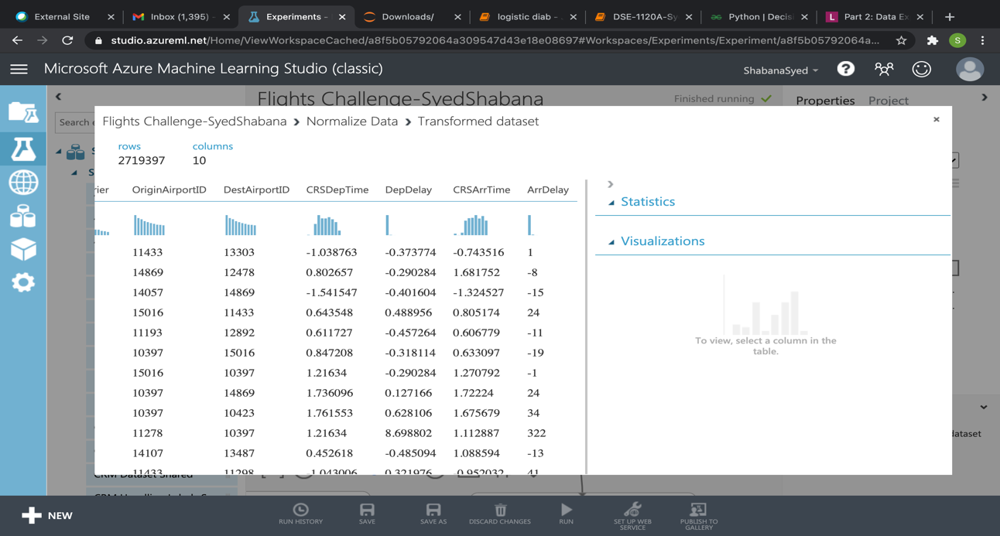 External Site
Inbox (1,395) -
Experiments -
Downloads/
logistic diab -
DSE-1120A-Sy
Python | Decisi
Part 2: Data Ex
studio.azureml.net/Home/ViewWorkspaceCached/a8f5b05792064a309547d43e18e08697#Workspaces/Experiments/Experiment/a8f5b05792064a...
S
Microsoft Azure Machine Learning Studio (classic)
ShabanaSyed
Flights Challenge-SyedShabana
Finished running
Properties Project
Search e
Flights Challenge-SyedShabana > Normalize Data > Transformed dataset
rows columns
2719397 10
rier OriginAirportID DestAirportID CRSDepTime DepDelay CRSArrTime ArrDelay
11433 13303 -1.038763 -0.373774 -0.743516 1
14869 12478 0.802657 -0.290284 1.681752 -8
14057 14869 -1.541547 -0.401604 -1.324527 -15
15016 11433 0.643548 0.488956 0.805174 24
11193 12892 0.611727 -0.457264 0.606779 -11
10397 15016 0.847208 -0.318114 0.633097 -19
15016 10397 1.21634 -0.290284 1.270792 -1
10397 14869 1.736096 0.127166 1.72224 24
10397 10423 1.761553 0.628106 1.675679 34
11278 10397 1.21634 8.698802 1.112887 322
14107 13487 0.452618 -0.485094 1.088594 -13
11433 11298 -1.043006 0.321976 -0.952032 41
Statistics
Visualizations
To view, select a column in the
table.
dataset
CRM Dataset Shared
NEW
RUN HISTORY
SAVE
SAVE AS
DISCARD CHANGES
RUN
SET UP WEB
SERVICE
PUBLISH TO
GALLERY